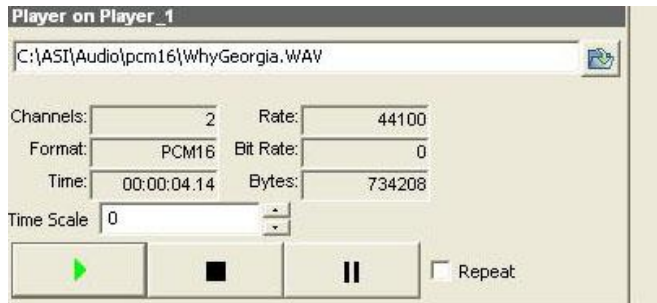 Player on Player_1
C:\ASI\Audio\pcm16\WhyGeorgia.WAV
Channels: 2 Rate: 44100
Format: PCM16 Bit Rate: 0
Time: 00:00:04.14 Bytes: 734208
Time Scale 0
Repeat